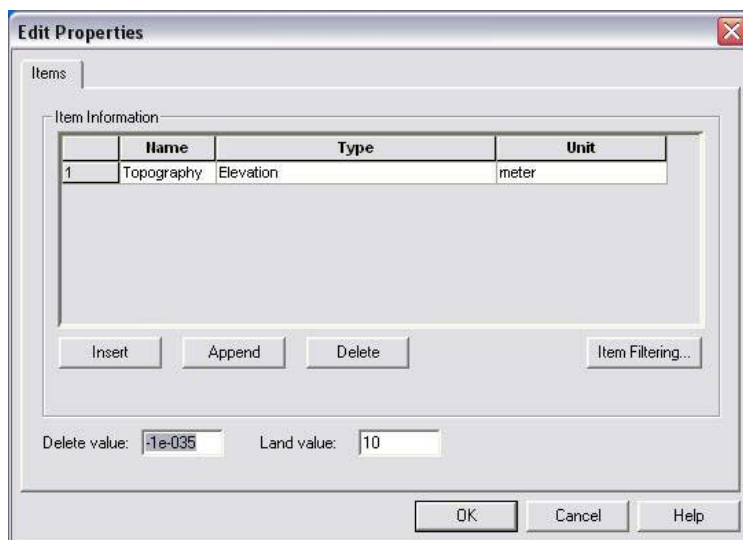 Edit Properties
Items
Item Information
Name Type Unit
1 Topography Elevation meter
Insert Append Delete Item Filtering...
Delete value: -1e-035 Land value: 10
OK Cancel Help